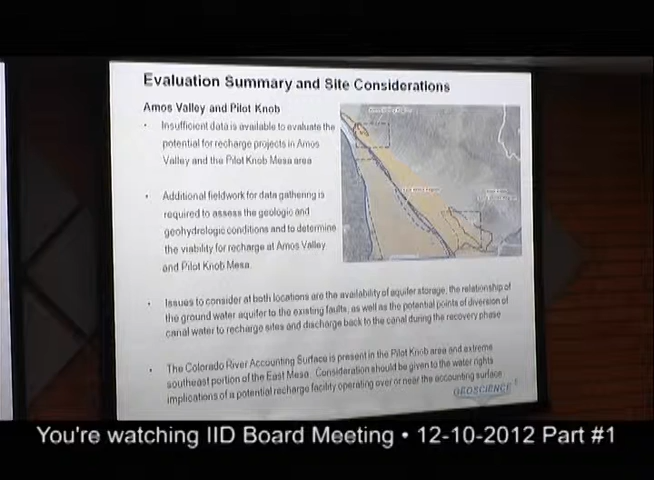 Evaluation Summary and Site Considerations
Amos Valley and Pilot Knob
• Insufficient data is available to evaluate the
potential for recharge projects in Amos
Valley and the Pilot Knob Mesa area
• Additional fieldwork for data gathering is
required to assess the geologic and
geohydrologic conditions and to determine
the viability for recharge at Amos Valley
and Pilot Knob Mesa.
• Issues to consider at both locations are the availability of aquifer storage, the relationship of
the ground water aquifer to the existing faults, as well as the potential points of diversion of
canal water to recharge sites and discharge back to the canal during the recovery phase
• The Colorado River Accounting Surface is present in the Pilot Knob area and extreme
southeast portion of the East Mesa. Consideration should be given to the water rights
implications of a potential recharge facility operating over or near the accounting surface
GEOSCIENCE
You're watching IID Board Meeting • 12-10-2012 Part #1